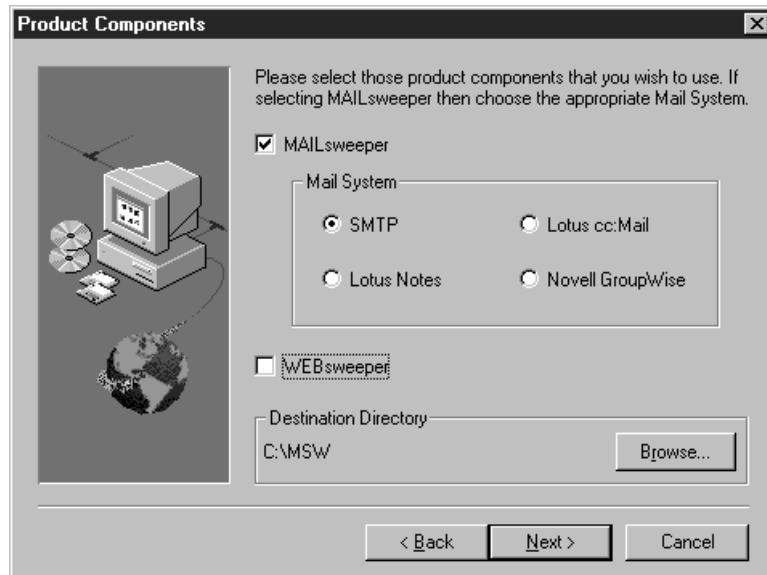 Product Components
Please select those product components that you wish to use. If
selecting MAILsweeper then choose the appropriate Mail System.
MAILsweeper
Mail System
SMTP
Lotus cc:Mail
Lotus Notes
Novell GroupWise
WEBsweeper
Destination Directory
C:\MSW
Browse...
< Back
Next >
Cancel